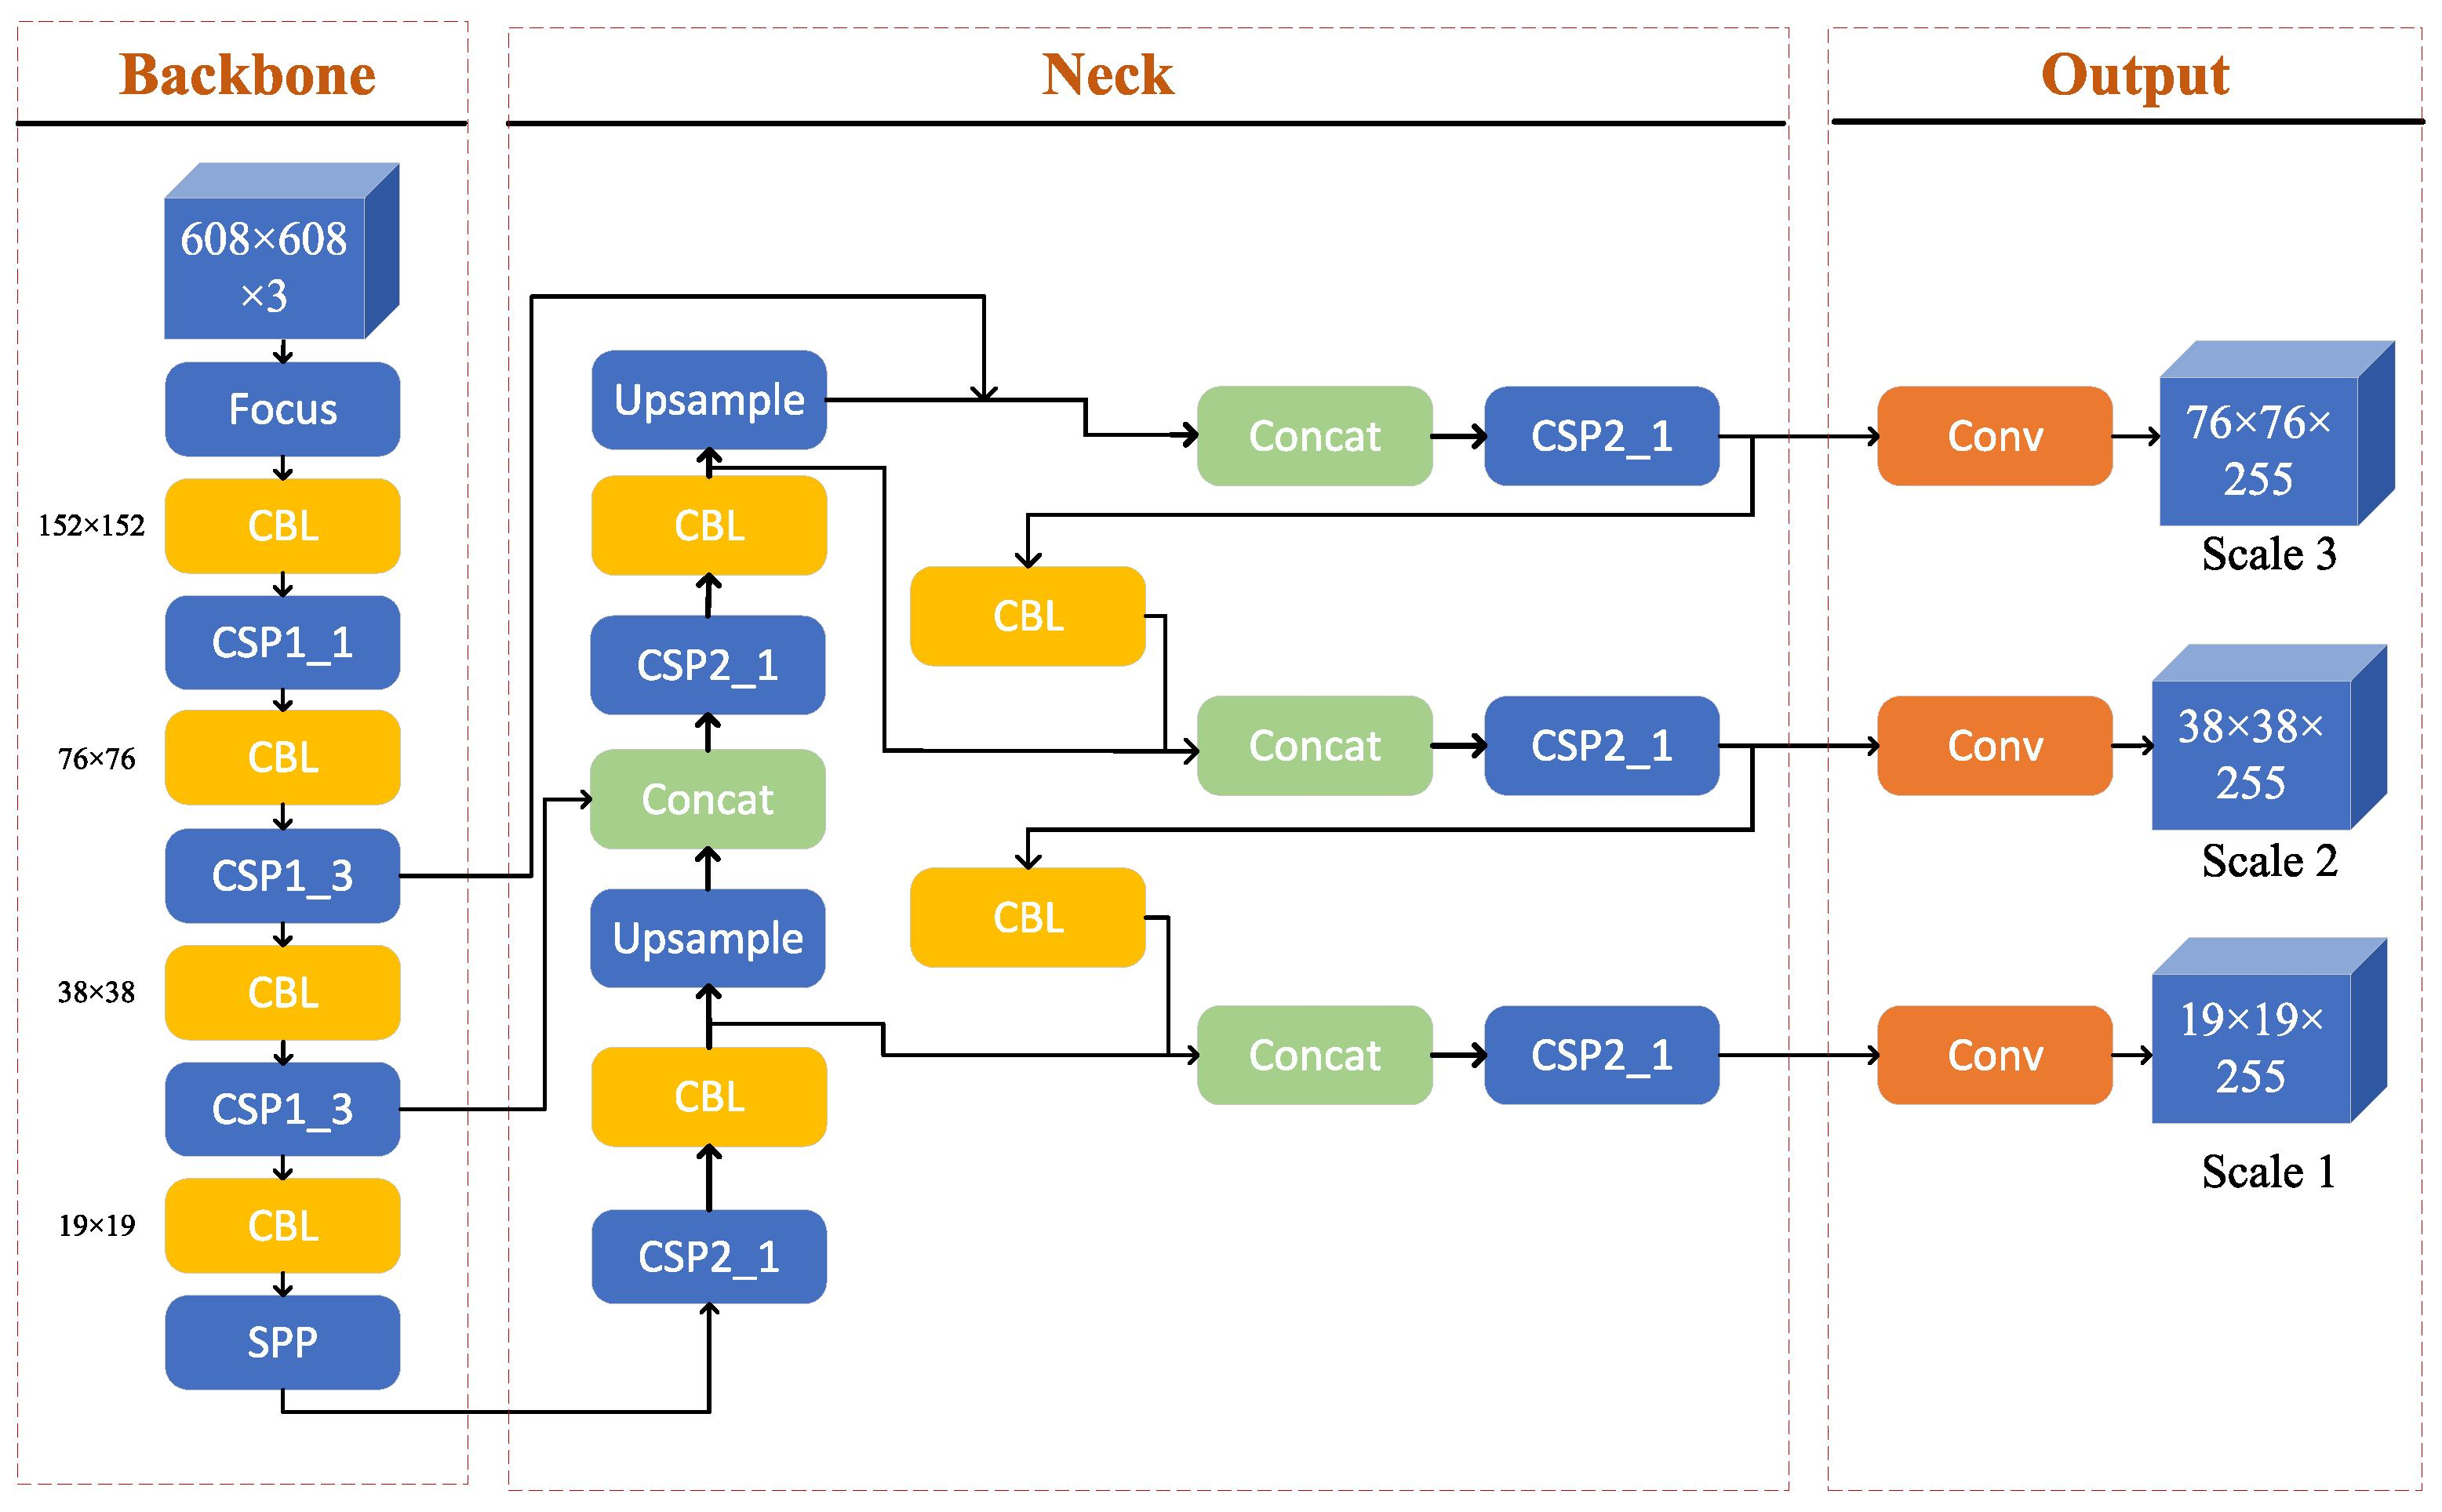 Backbone
608×608
×3
Focus
152×152
CBL
CSP1_1
76×76
CBL
CSP1_3
38×38
CBL
CSP1_3
19×19
CBL
SPP
Neck
Upsample
CBL
CSP2_1
Concat
Upsample
CBL
CSP2_1
Concat
CSP2_1
CBL
Concat
CSP2_1
CBL
Concat
CSP2_1
Output
Conv
76×76×
255
Scale 3
Conv
38×38×
255
Scale 2
Conv
19×19×
255
Scale 1